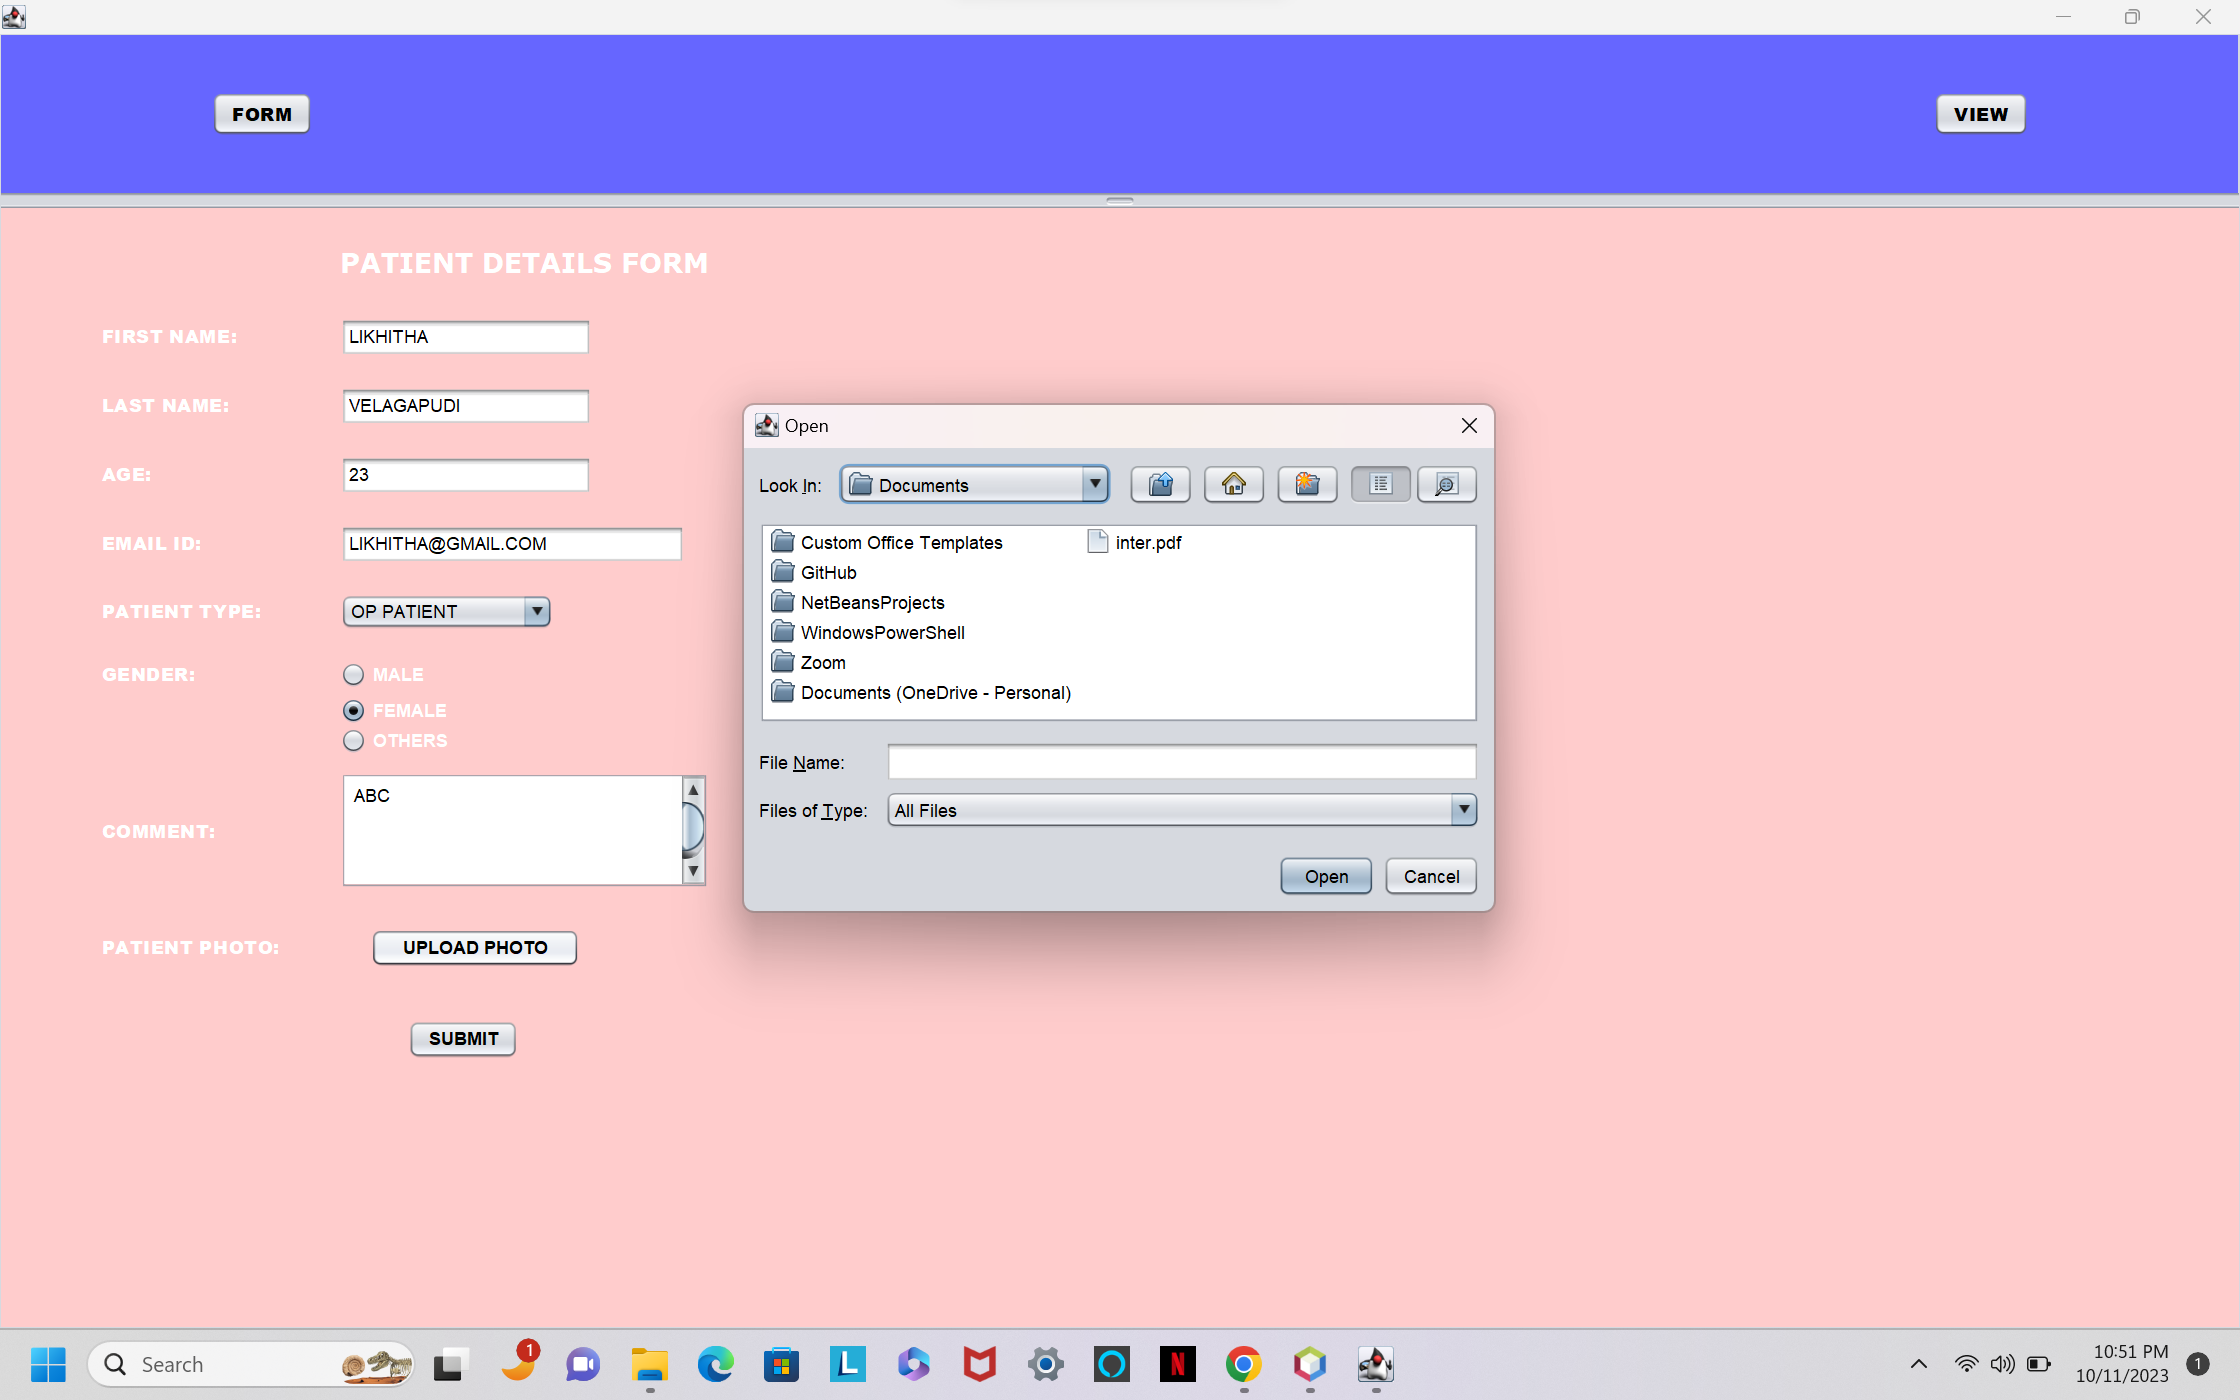 FORM
VIEW
PATIENT DETAILS FORM
FIRST NAME:
LIKHITHA
LAST NAME:
VELAGAPUDI
AGE:
23
EMAIL ID:
LIKHITHA@GMAIL.COM
PATIENT TYPE:
OP PATIENT
GENDER:
MALE
FEMALE
OTHERS
COMMENT:
ABC
PATIENT PHOTO:
UPLOAD PHOTO
SUBMIT
Open
Look In:
Documents
Custom Office Templates
GitHub
NetBeansProjects
WindowsPowerShell
Zoom
Documents (OneDrive - Personal)
inter.pdf
File Name:
Files of Type:
All Files
Open
Cancel
Search
1
L
N
10:51 PM
10/11/2023
1